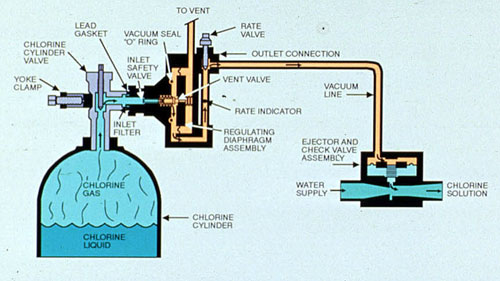 TO VENT
LEAD
GASKET
RATE
VALVE
CHLORINE
CYLINDER
VALVE
VACUUM SEAL
"O" RING
INLET
SAFETY
VALVE
OUTLET CONNECTION
YOKE
CLAMP
VENT VALVE
VACUUM
LINE
RATE INDICATOR
INLET
FILTER
REGULATING
DIAPHRAGM
ASSEMBLY
EJECTOR AND
CHECK VALVE
ASSEMBLY
WATER
SUPPLY
CHLORINE
SOLUTION
CHLORINE
GAS
CHLORINE
CYLINDER
CHLORINE
LIQUID